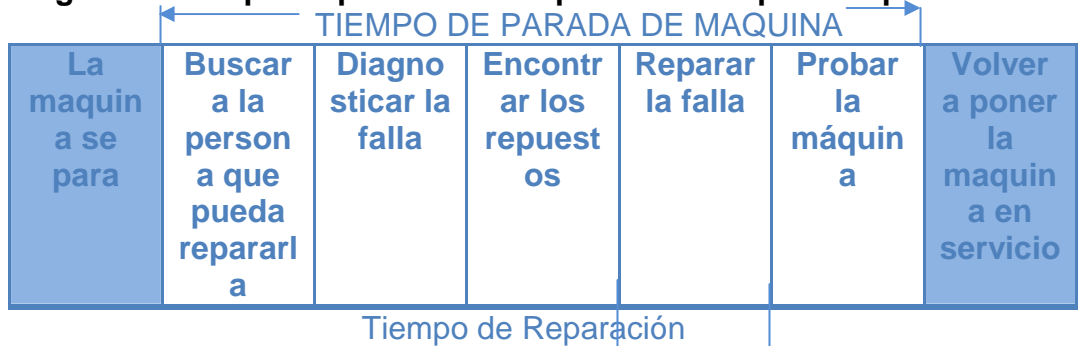 TIEMPO DE PARADA DE MAQUINA
La
maquin
a se
para
Buscar
a la
person
a que
pueda
repararl
a
Diagno
sticar la
falla
Encontr
ar los
repuest
os
Reparar
la falla
Probar
la
máquin
a
Volver
a poner
la
maquin
a en
servicio
Tiempo de Reparación